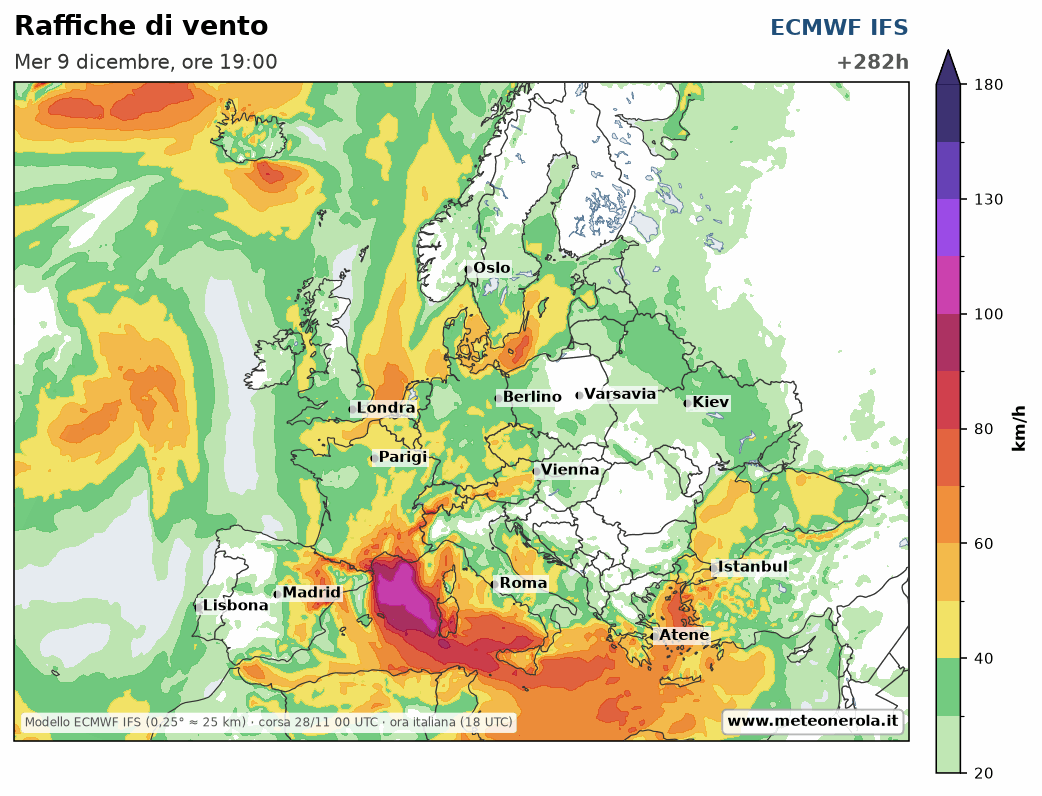 Raffiche di vento
ECMWF IFS
Mer 9 dicembre, ore 19:00
+282h
180
130
100
80
60
40
20
km/h
Oslo
Berlino
Varsavia
Kiev
Londra
Parigi
Vienna
Istanbul
Roma
Madrid
Lisbona
Atene
Modello ECMWF IFS (0,25° ≈ 25 km) · corsa 28/11 00 UTC · ora italiana (18 UTC)
www.meteonerola.it